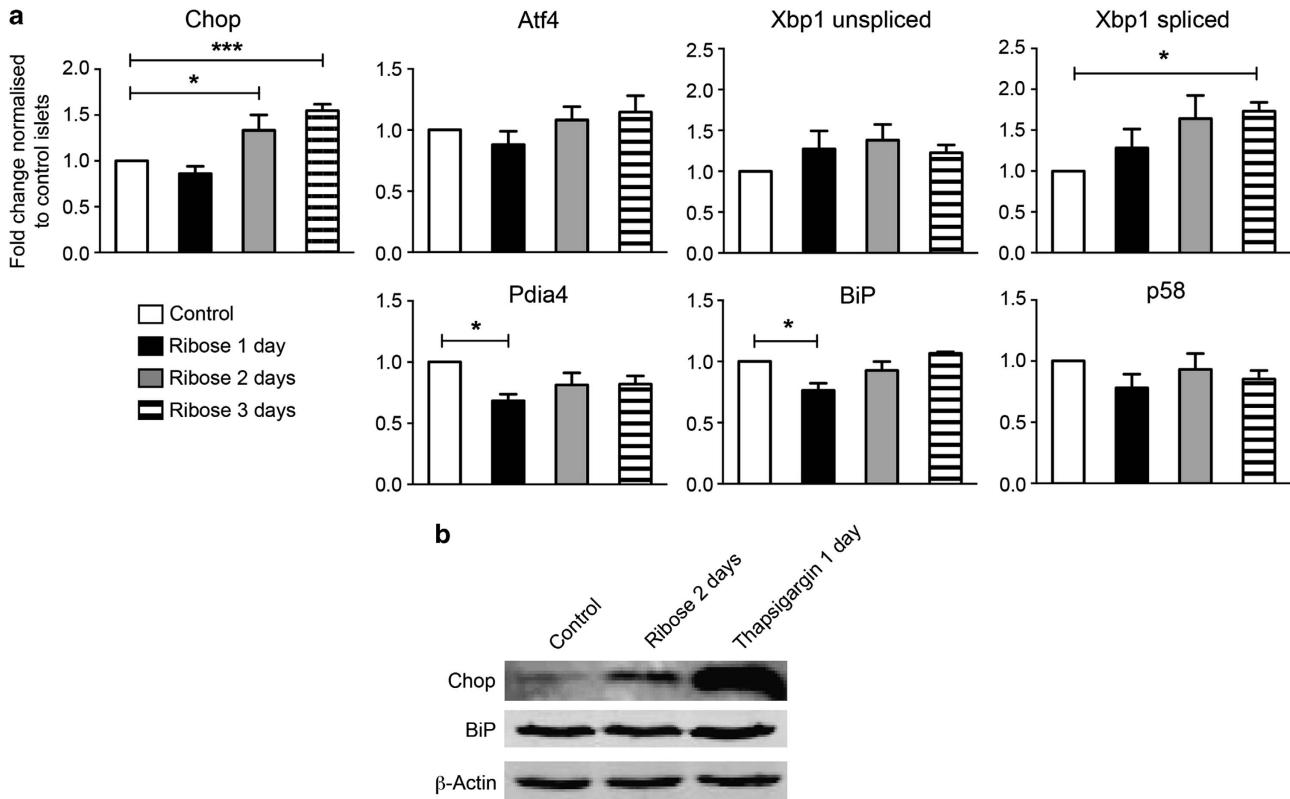 a
Chop
Atf4
Xbp1 unspliced
Xbp1 spliced
Fold change normalised
to control islets
2.0
1.5
1.0
0.5
0.0
***
*
1.5
1.0
0.5
0.0
2.5
2.0
1.5
1.0
0.5
0.0
2.5
2.0
1.5
1.0
0.5
0.0
*
Control
Ribose 1 day
Ribose 2 days
Ribose 3 days
Pdia4
BiP
p58
1.5
1.0
0.5
0.0
*
1.5
1.0
0.5
0.0
*
1.5
1.0
0.5
0.0
b
Control
Ribose 2 days
Thapsigargin 1 day
Chop
BiP
β-Actin